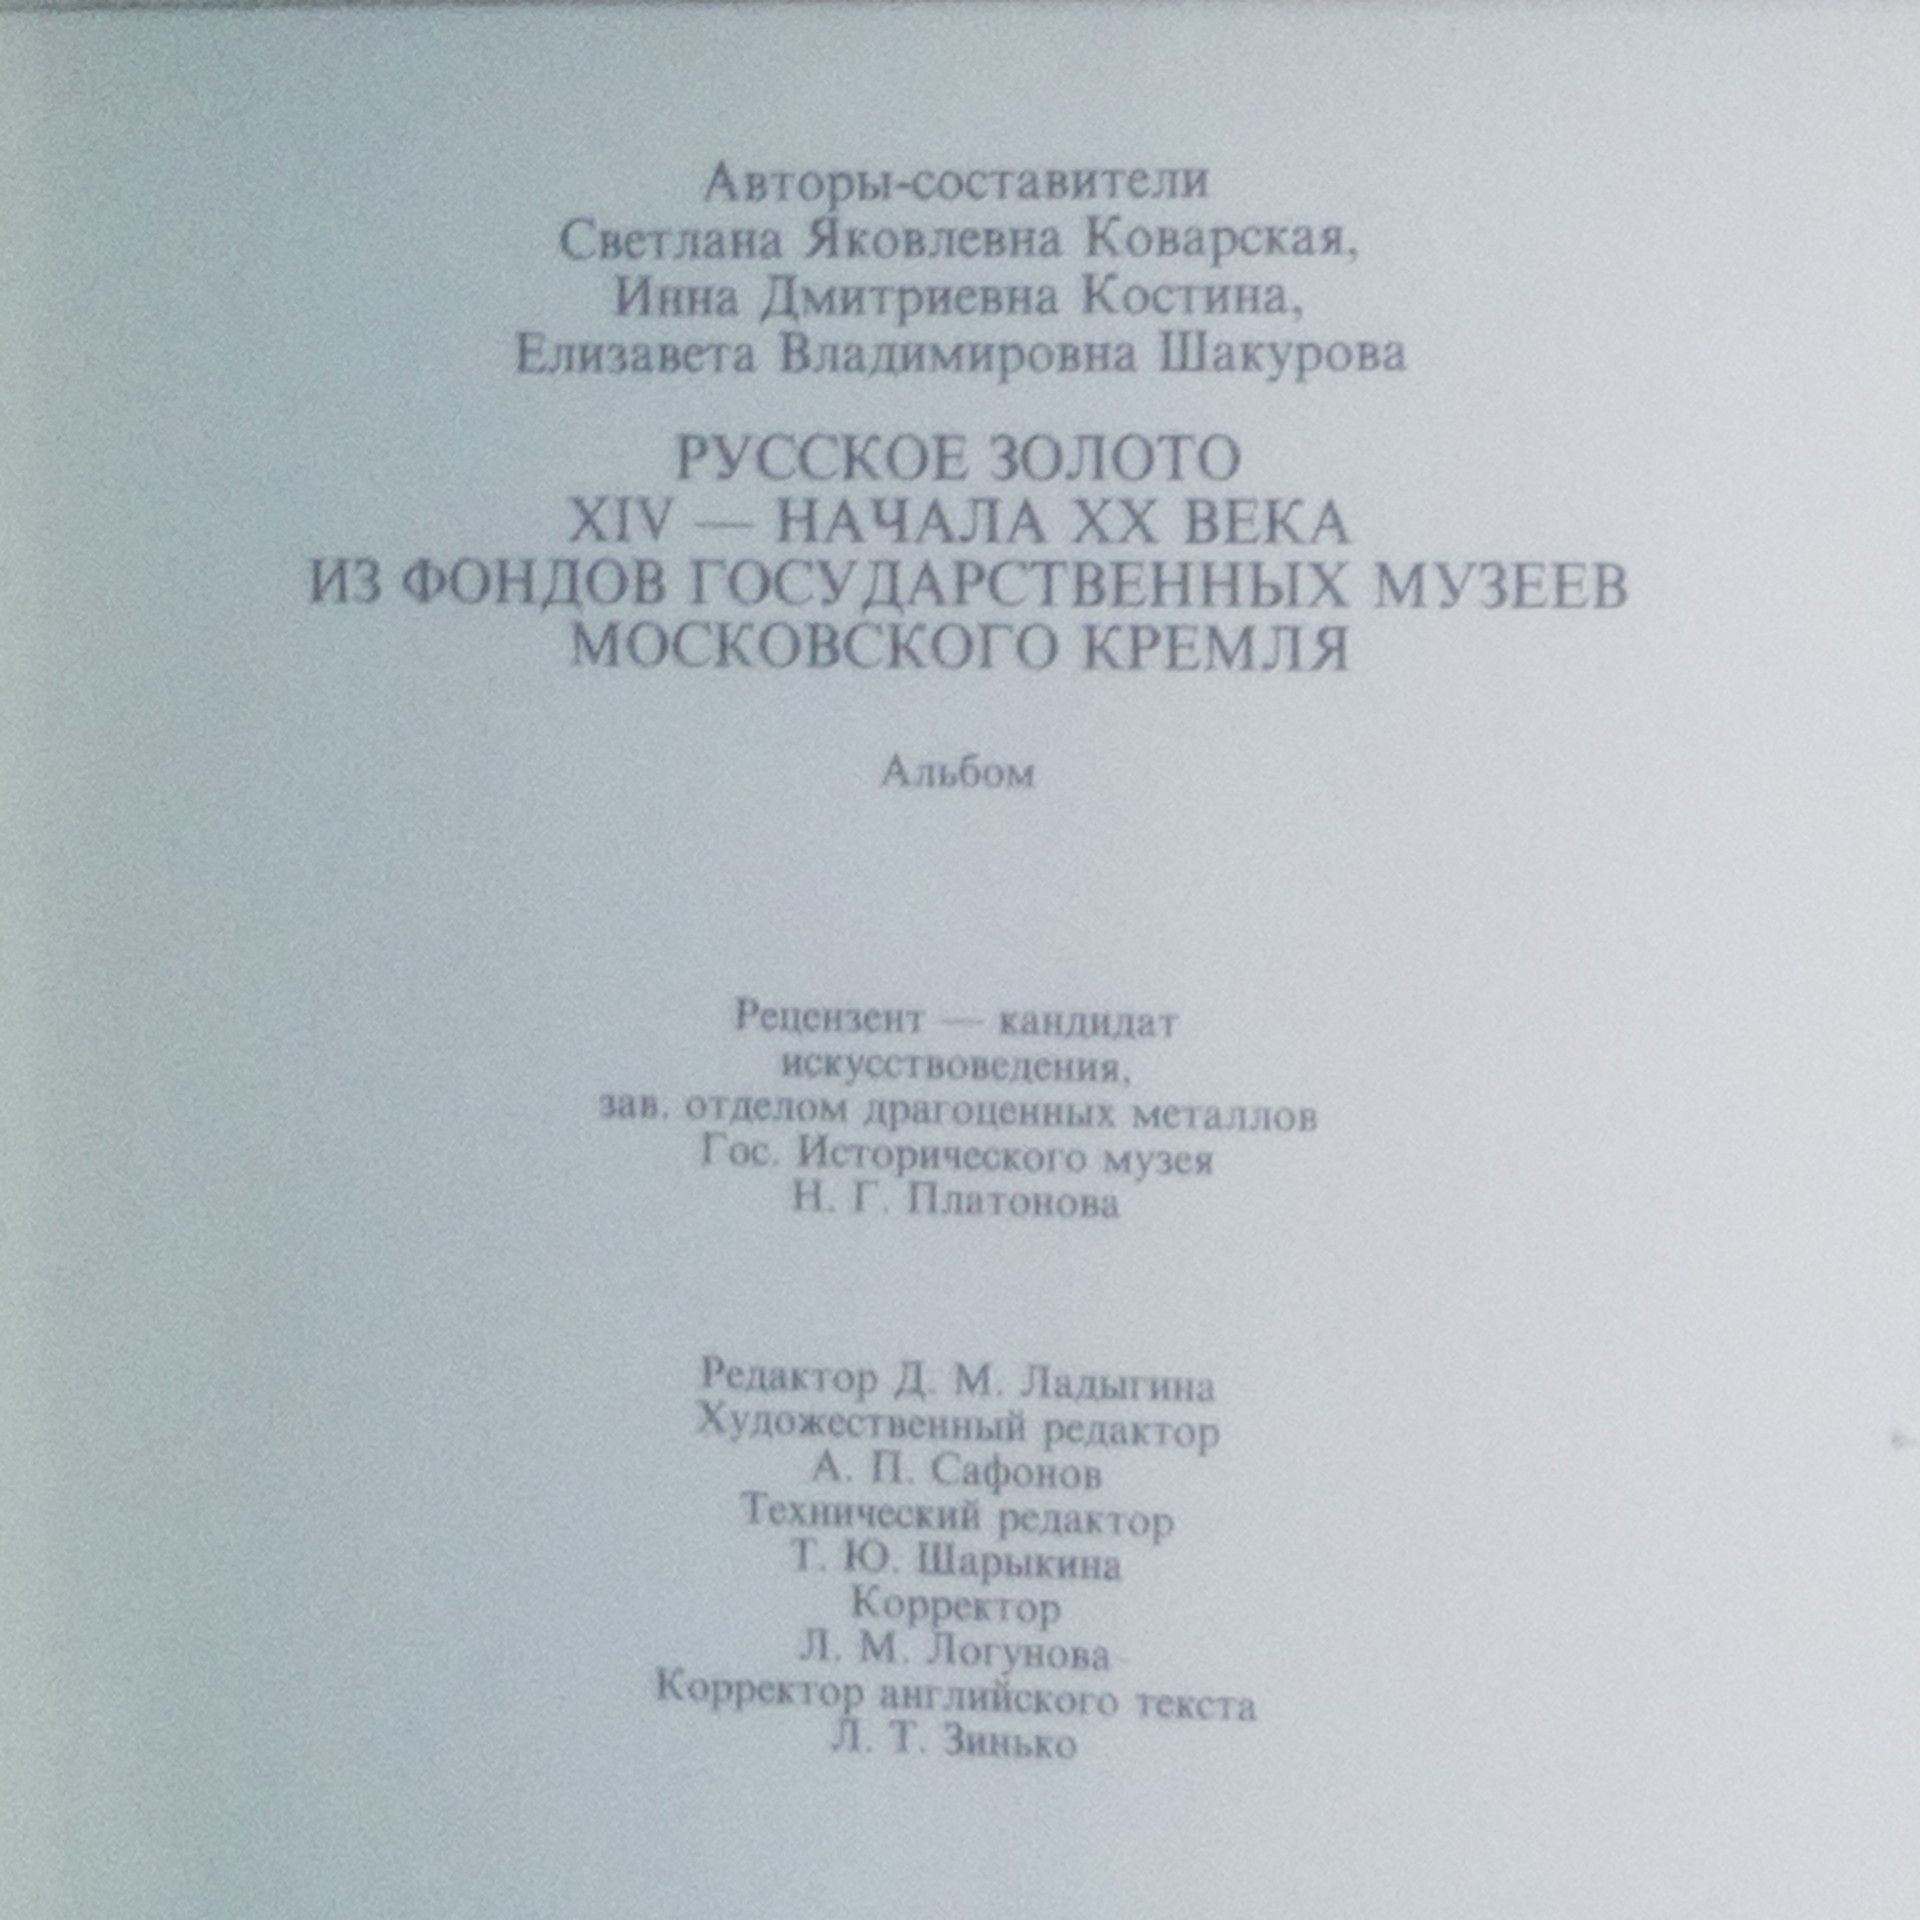 Авторы-составители
Светлана Яковлевна Коварская,
Инна Дмитриевна Костина,
Елизавета Владимировна Шакурова
РУССКОЕ ЗОЛОТО
XIV — НАЧАЛА XX ВЕКА
ИЗ ФОНДОВ ГОСУДАРСТВЕННЫХ МУЗЕЕВ
МОСКОВСКОГО КРЕМЛЯ
Альбом
Рецензент — кандидат
искусствоведения,
зав. отделом драгоценных металлов
Гос. Исторического музея
Н. Г. Платонова
Редактор Д. М. Ладыгина
Художественный редактор
А. П. Сафонов
Технический редактор
Т. Ю. Шарыкина
Корректор
Л. М. Логунова
Корректор английского текста
Л. Т. Зинько